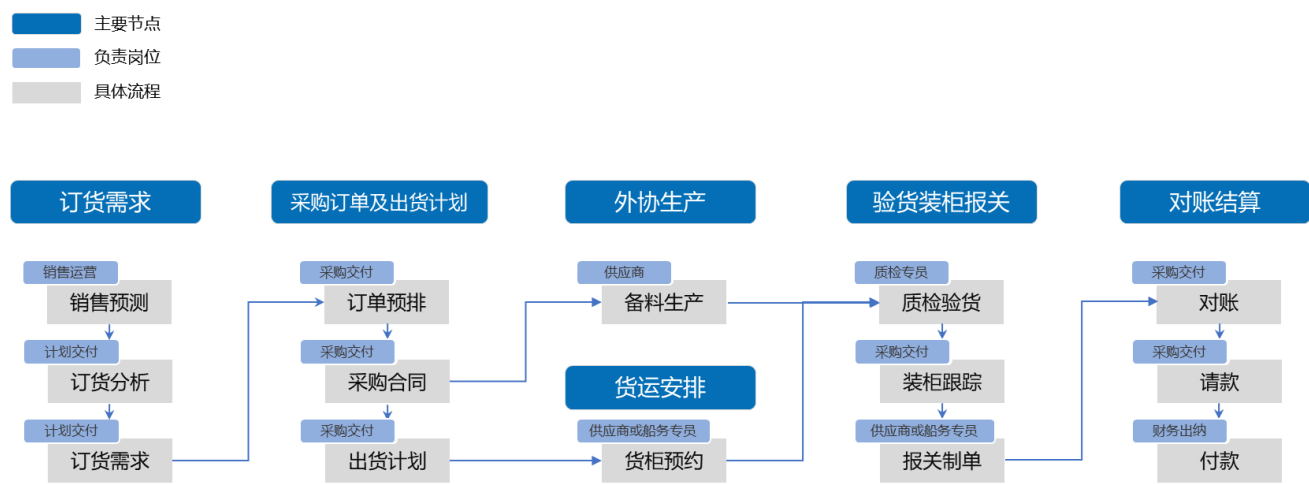 主要节点
负责岗位
具体流程
订货需求
销售运营
销售预测
计划交付
订货分析
计划交付
订货需求
采购订单及出货计划
采购交付
订单预排
采购交付
采购合同
采购交付
出货计划
外协生产
供应商
备料生产
货运安排
供应商或船务专员
货柜预约
验货装柜报关
质检专员
质检验货
采购交付
装柜跟踪
供应商或船务专员
报关制单
对账结算
采购交付
对账
采购交付
请款
财务出纳
付款